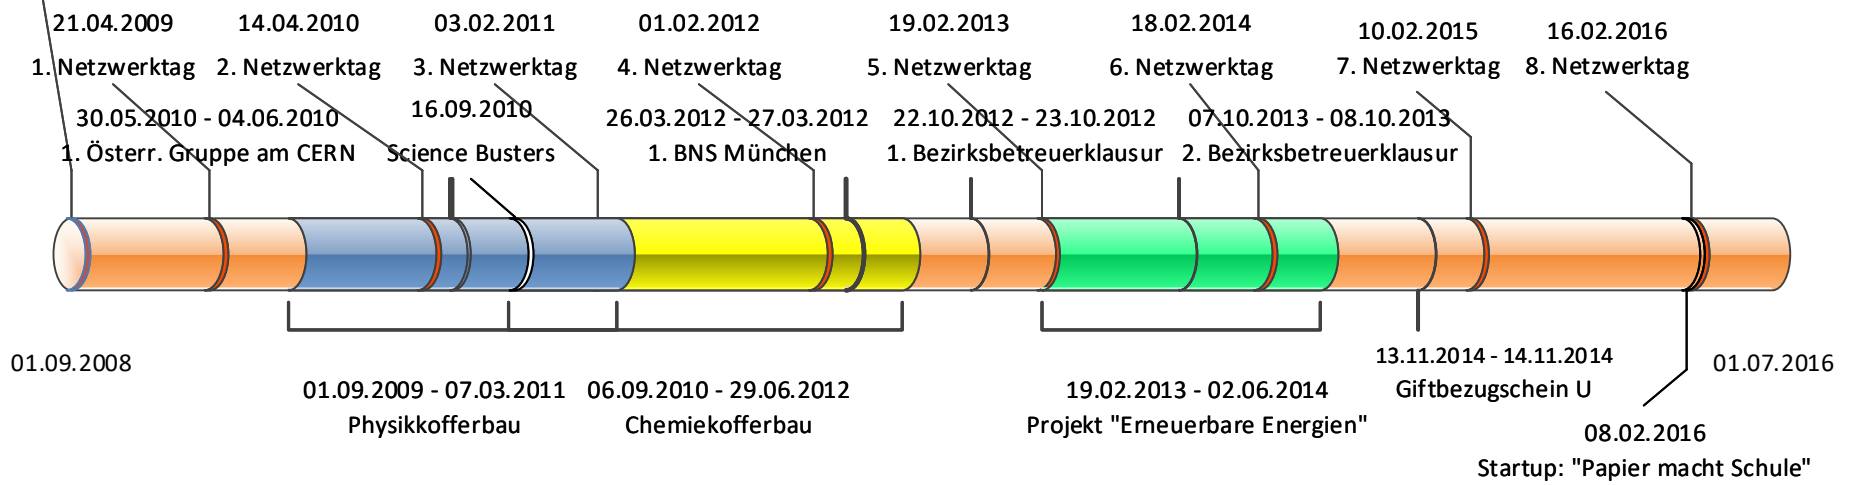 21.04.2009
1. Netzwerktag
14.04.2010
2. Netzwerktag
03.02.2011
3. Netzwerktag
01.02.2012
4. Netzwerktag
19.02.2013
5. Netzwerktag
18.02.2014
6. Netzwerktag
10.02.2015
7. Netzwerktag
16.02.2016
8. Netzwerktag
30.05.2010 - 04.06.2010
1. Österr. Gruppe am CERN
16.09.2010
Science Busters
26.03.2012 - 27.03.2012
1. BNS München
22.10.2012 - 23.10.2012
1. Bezirksbetreuerklausur
07.10.2013 - 08.10.2013
2. Bezirksbetreuerklausur
01.09.2008
01.09.2009 - 07.03.2011
Physikkofferbau
06.09.2010 - 29.06.2012
Chemiekofferbau
19.02.2013 - 02.06.2014
Projekt "Erneuerbare Energien"
13.11.2014 - 14.11.2014
Giftbezugschein U
01.07.2016
08.02.2016
Startup: "Papier macht Schule"